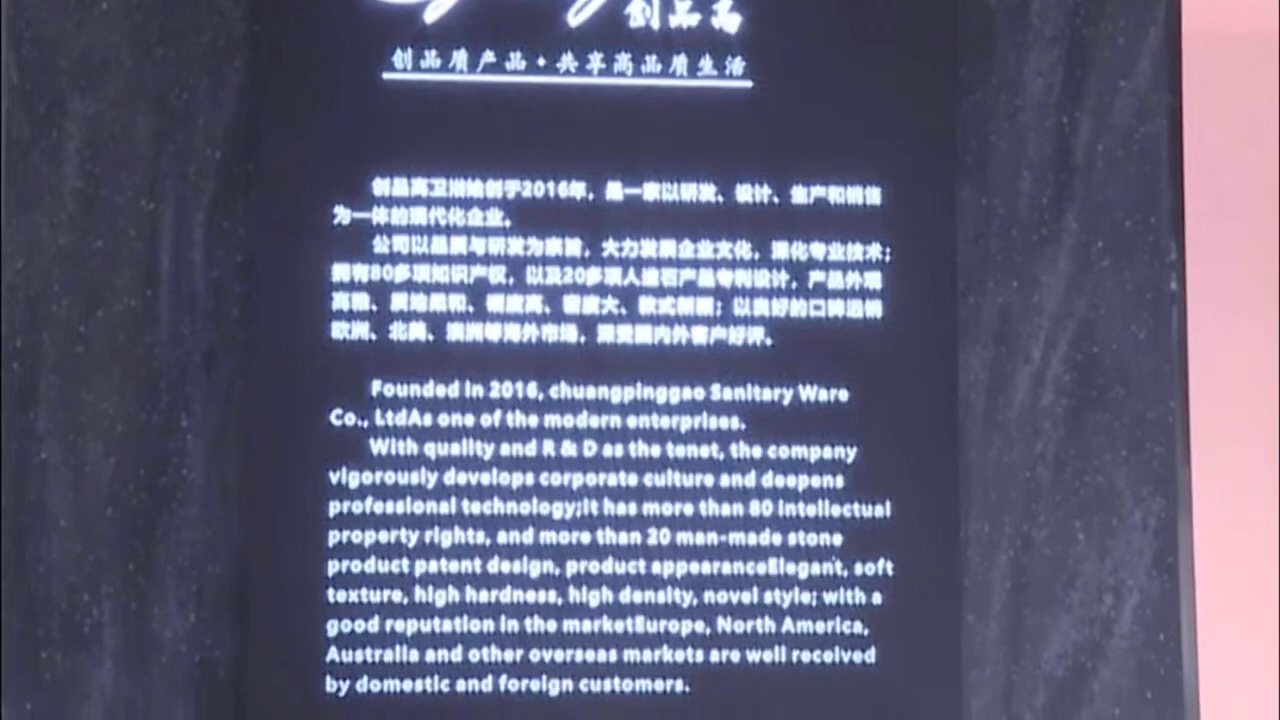 创品高
创品质产品·共享高品质生活
创品高卫浴始创于2016年，是一家以研发、设计、生产和销售
为一体的现代化企业。
公司以品质与研发为宗旨，大力发展企业文化，深化专业技术；
拥有80多项知识产权，以及20多项人造石产品专利设计，产品外观
高雅、质地柔和、硬度高、密度大、款式新颖；以良好的口碑远销
欧洲、北美、澳洲等海外市场，深受国内外客户好评。
Founded in 2016, chuangpinggao Sanitary Ware
Co., LtdAs one of the modern enterprises.
With quality and R & D as the tenet, the company
vigorously develops corporate culture and deepens
professional technology;It has more than 80 intellectual
property rights, and more than 20 man-made stone
product patent design, product appearanceElegant, soft
texture, high hardness, high density, novel style; with a
good reputation in the marketEurope, North America,
Australia and other overseas markets are well received
by domestic and foreign customers.